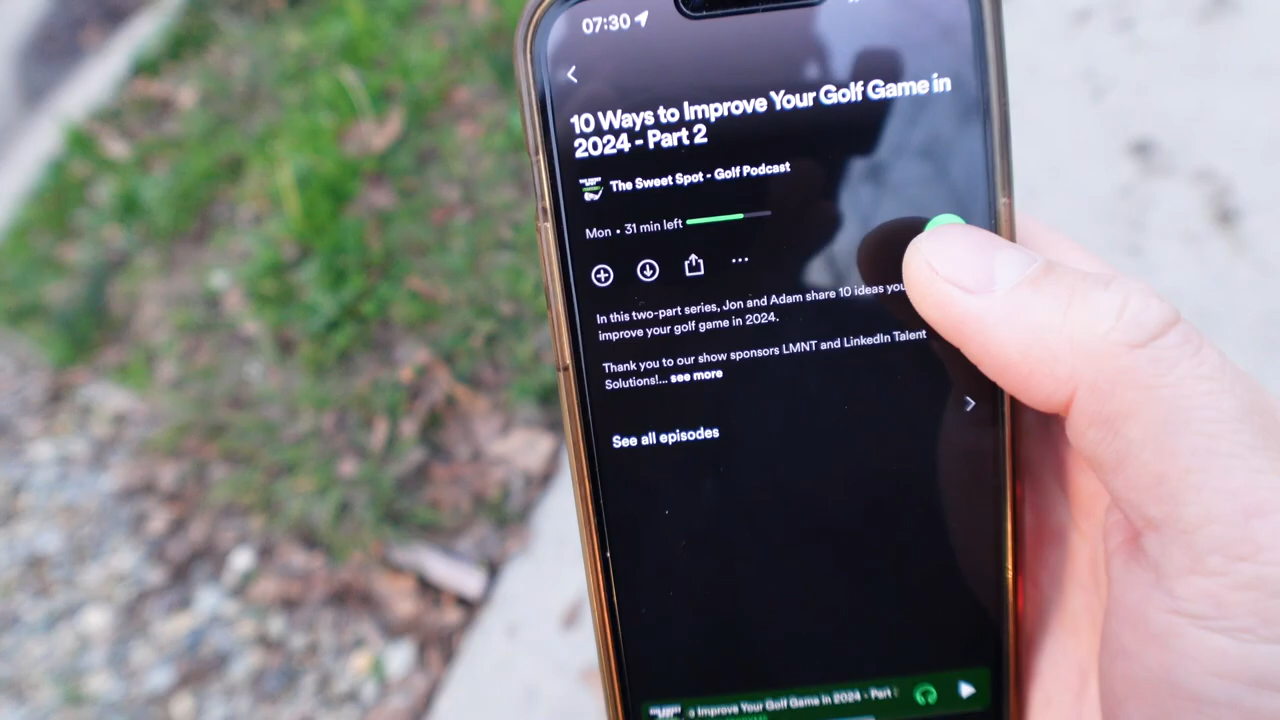 07:30
10 Ways to Improve Your Golf Game in
2024 - Part 2
The Sweet Spot - Golf Podcast
Mon • 31 min left
In this two-part series, Jon and Adam share 10 ideas you
improve your golf game in 2024.
Thank you to our show sponsors LMNT and LinkedIn Talent
Solutions!... see more
See all episodes
o Improve Your Golf Game in 2024 - Part